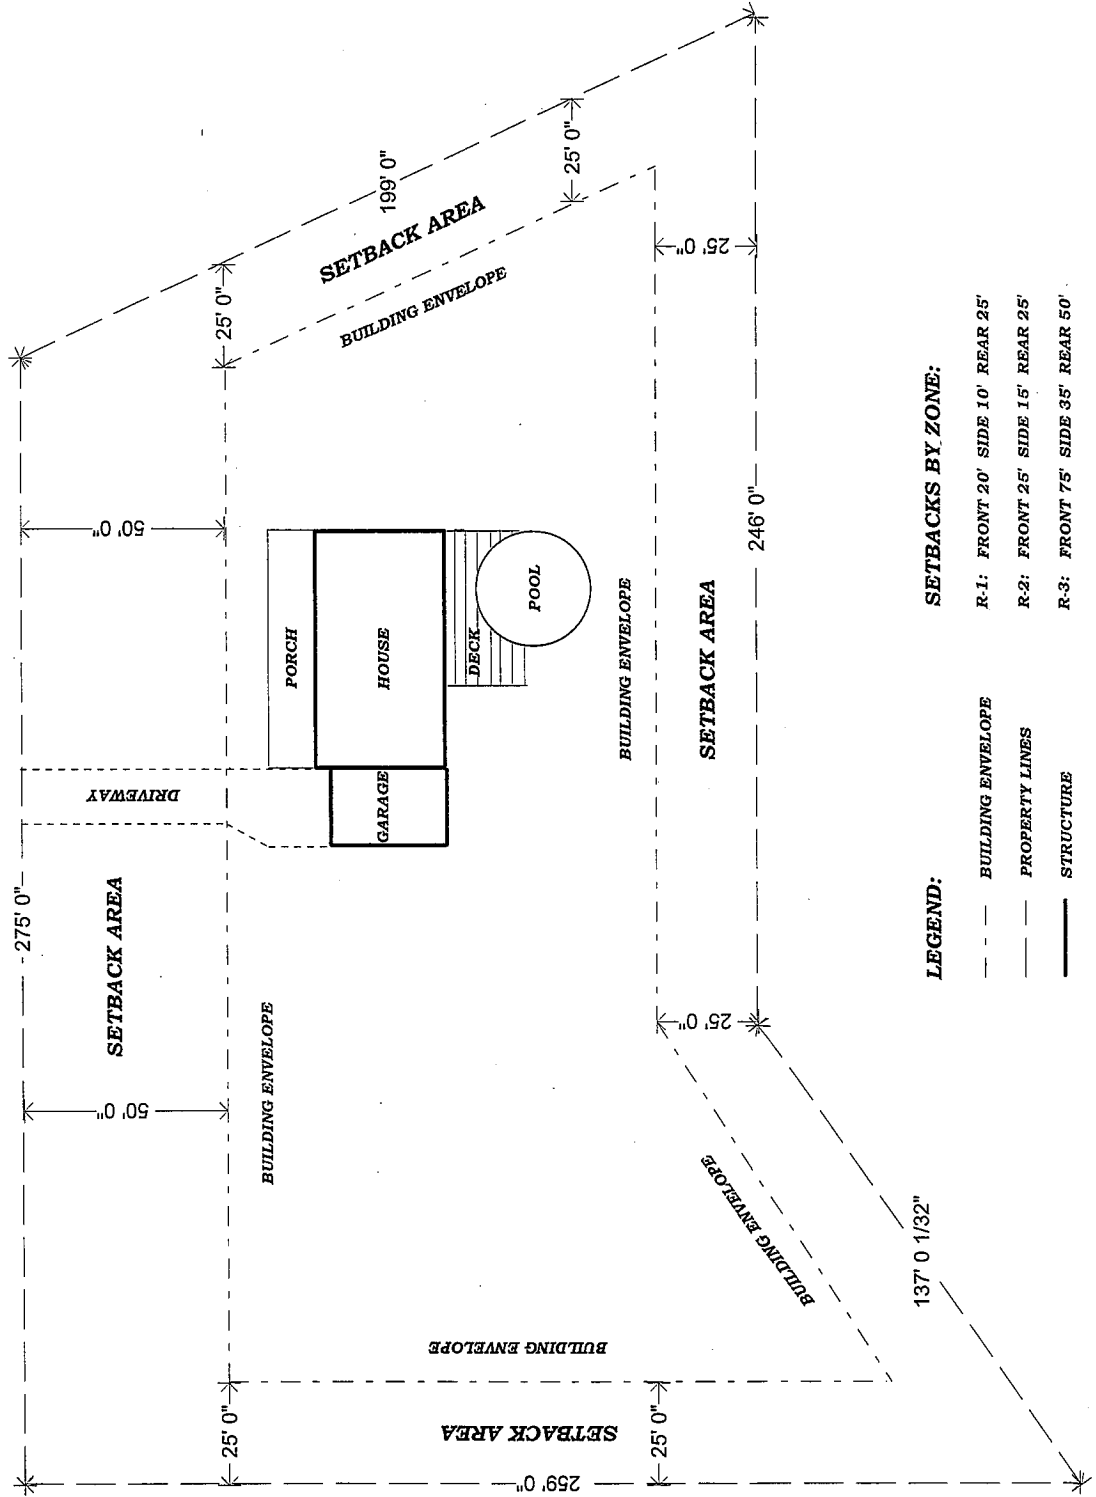 275' 0"
SETBACK AREA
DRIVEWAY
50' 0"
50' 0"
BUILDING ENVELOPE
25' 0"
199' 0"
SETBACK AREA
BUILDING ENVELOPE
25' 0"
PORCH
HOUSE
GARAGE
DECK
POOL
BUILDING ENVELOPE
25' 0"
SETBACK AREA
246' 0"
25' 0"
BUILDING ENVELOPE
137' 0 1/32"
BUILDING ENVELOPE
25' 0"
SETBACK AREA
25' 0"
259' 0"
LEGEND:
BUILDING ENVELOPE
PROPERTY LINES
STRUCTURE
SETBACKS BY ZONE:
R-1: FRONT 20' SIDE 10' REAR 25'
R-2: FRONT 25' SIDE 15' REAR 25'
R-3: FRONT 75' SIDE 35' REAR 50'